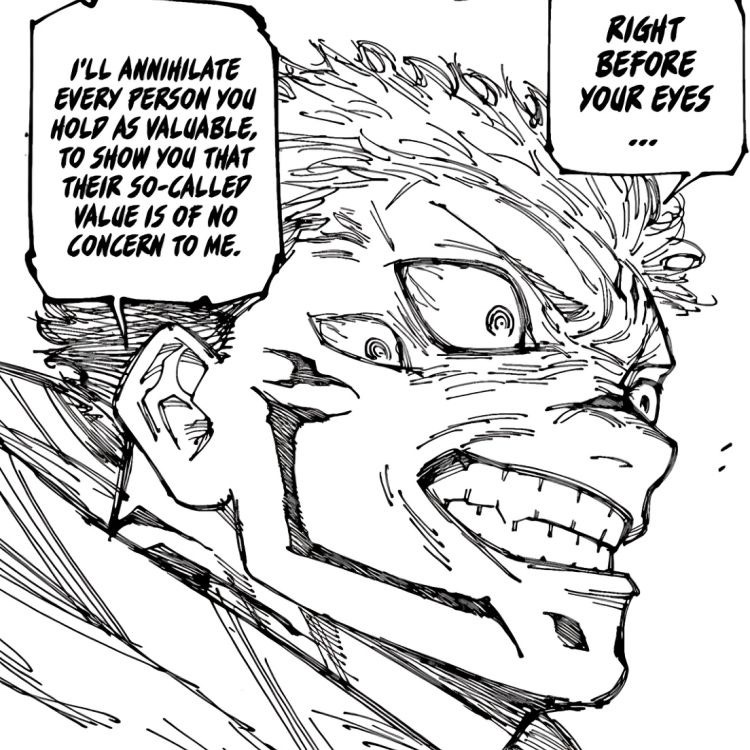 RIGHT
BEFORE
YOUR EYES
...
I'LL ANNIHILATE
EVERY PERSON YOU
HOLD AS VALUABLE,
TO SHOW YOU THAT
THEIR SO-CALLED
VALUE IS OF NO
CONCERN TO ME.